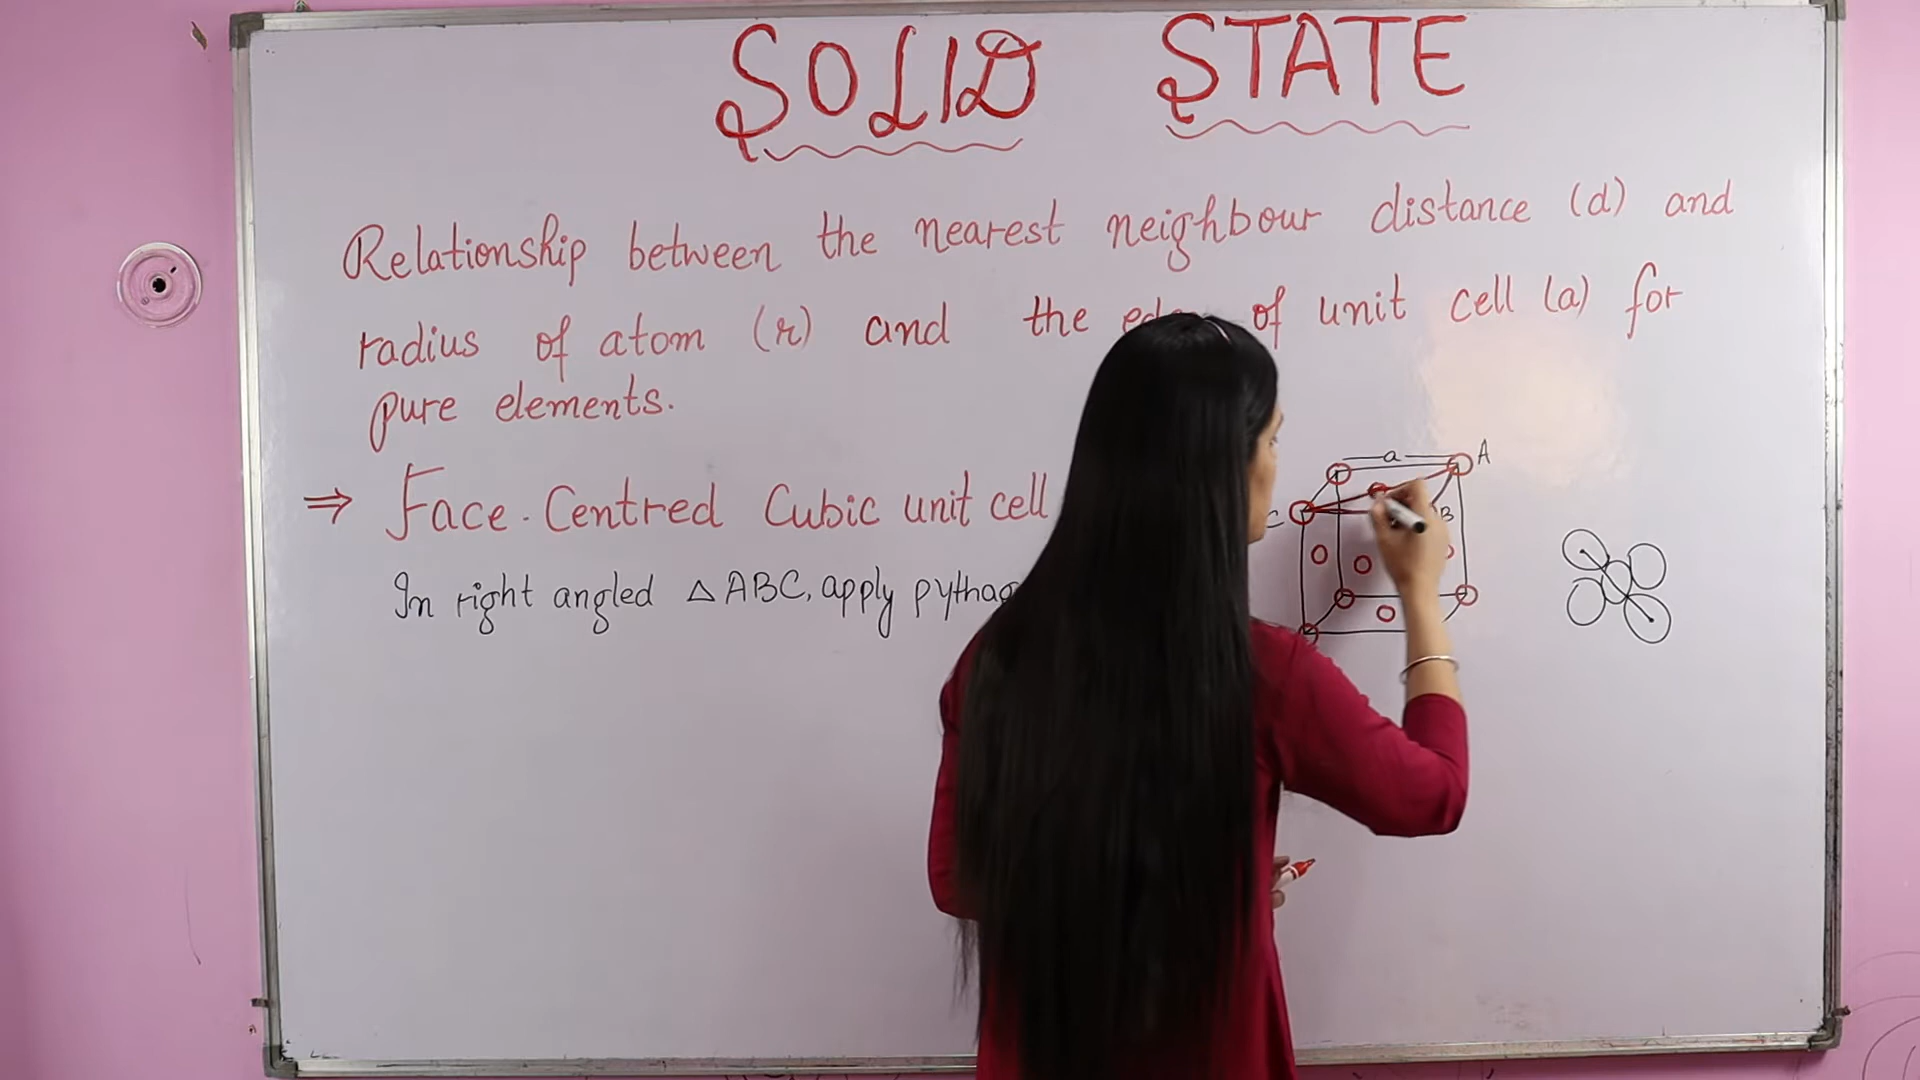 SOLID STATE
Relationship between the nearest neighbour distance (d) and
radius of atom (r) and the of unit cell (a) for
pure elements.
⇒ Face-Centred Cubic unit cell
In right angled △ABC, apply
a
A
B
C